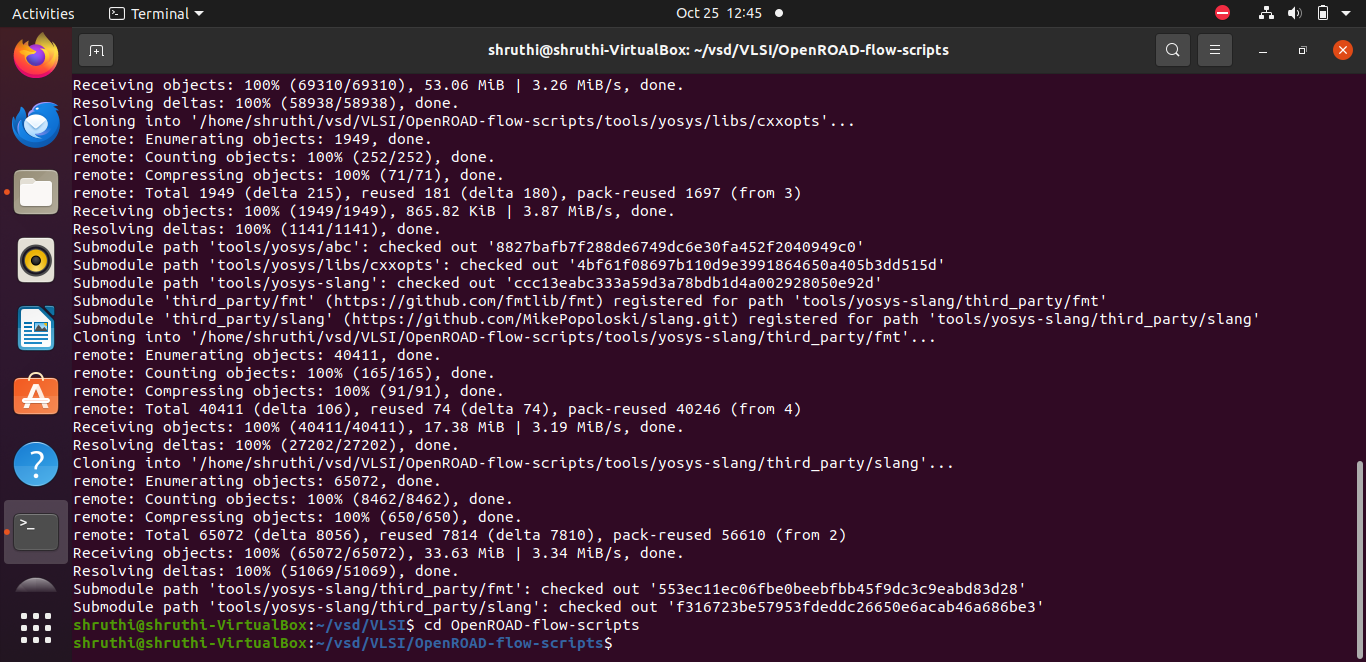 Activities
Terminal
Oct 25 12:45
shruthi@shruthi-VirtualBox: ~/vsd/VLSI/OpenROAD-flow-scripts
Receiving objects: 100% (69310/69310), 53.06 MiB | 3.26 MiB/s, done.
Resolving deltas: 100% (58938/58938), done.
Cloning into '/home/shruthi/vsd/VLSI/OpenROAD-flow-scripts/tools/yosys/libs/cxxopts'...
remote: Enumerating objects: 1949, done.
remote: Counting objects: 100% (252/252), done.
remote: Compressing objects: 100% (71/71), done.
remote: Total 1949 (delta 215), reused 181 (delta 180), pack-reused 1697 (from 3)
Receiving objects: 100% (1949/1949), 865.82 KiB | 3.87 MiB/s, done.
Resolving deltas: 100% (1141/1141), done.
Submodule path 'tools/yosys/abc': checked out '8827bafb7f288de6749dc6e30fa452f2040949c0'
Submodule path 'tools/yosys/libs/cxxopts': checked out '4bf61f08697b110d9e3991864650a405b3dd515d'
Submodule path 'tools/yosys-slang': checked out 'ccc13eabc333a59d3a78bdb1d4a002928050e92d'
Submodule 'third_party/fmt' (https://github.com/fmtlib/fmt) registered for path 'tools/yosys-slang/third_party/fmt'
Submodule 'third_party/slang' (https://github.com/MikePopoloski/slang.git) registered for path 'tools/yosys-slang/third_party/slang'
Cloning into '/home/shruthi/vsd/VLSI/OpenROAD-flow-scripts/tools/yosys-slang/third_party/fmt'...
remote: Enumerating objects: 40411, done.
remote: Counting objects: 100% (165/165), done.
remote: Compressing objects: 100% (91/91), done.
remote: Total 40411 (delta 106), reused 74 (delta 74), pack-reused 40246 (from 4)
Receiving objects: 100% (40411/40411), 17.38 MiB | 3.19 MiB/s, done.
Resolving deltas: 100% (27202/27202), done.
Cloning into '/home/shruthi/vsd/VLSI/OpenROAD-flow-scripts/tools/yosys-slang/third_party/slang'...
remote: Enumerating objects: 65072, done.
remote: Counting objects: 100% (8462/8462), done.
remote: Compressing objects: 100% (650/650), done.
remote: Total 65072 (delta 8056), reused 7814 (delta 7810), pack-reused 56610 (from 2)
Receiving objects: 100% (65072/65072), 33.63 MiB | 3.34 MiB/s, done.
Resolving deltas: 100% (51069/51069), done.
Submodule path 'tools/yosys-slang/third_party/fmt': checked out '553ec11ec06fbe0beebfbb45f9dc3c9eabd83d28'
Submodule path 'tools/yosys-slang/third_party/slang': checked out 'f316723be57953fdeddc26650e6acab46a686be3'
shruthi@shruthi-VirtualBox:~/vsd/VLSI$ cd OpenROAD-flow-scripts
shruthi@shruthi-VirtualBox:~/vsd/VLSI/OpenROAD-flow-scripts$